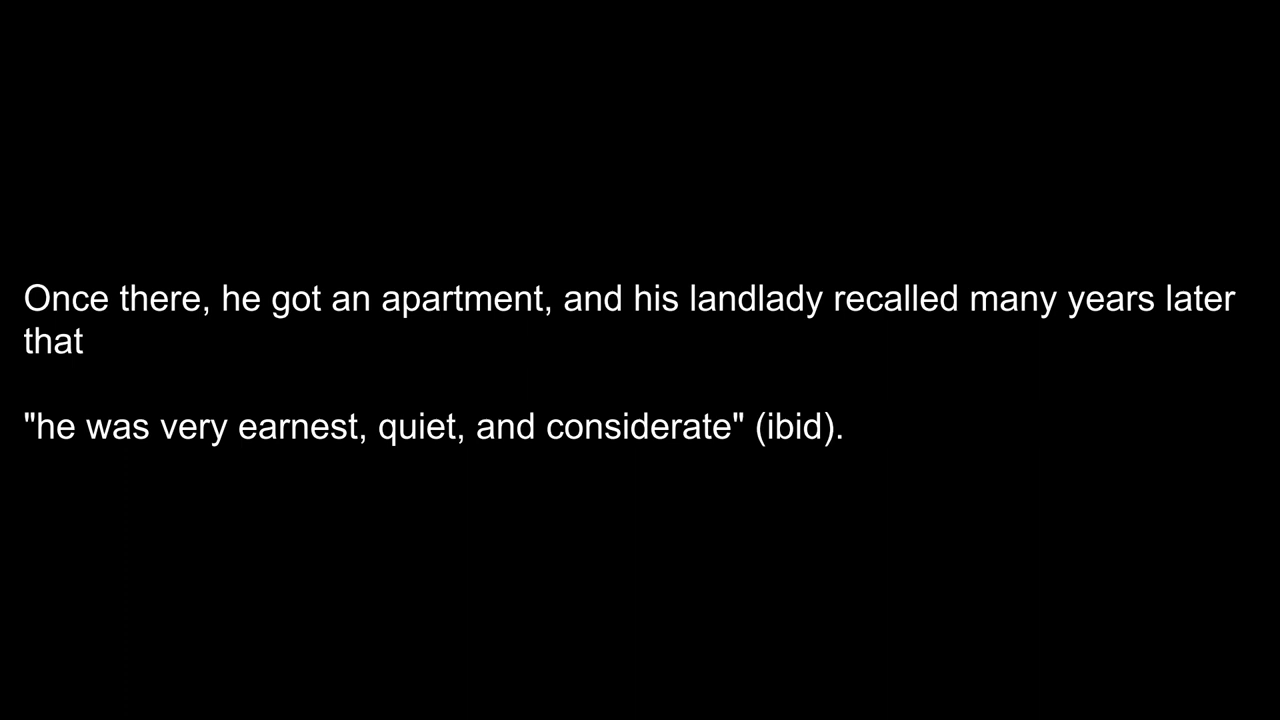 Once there, he got an apartment, and his landlady recalled many years later
that
"he was very earnest, quiet, and considerate" (ibid).